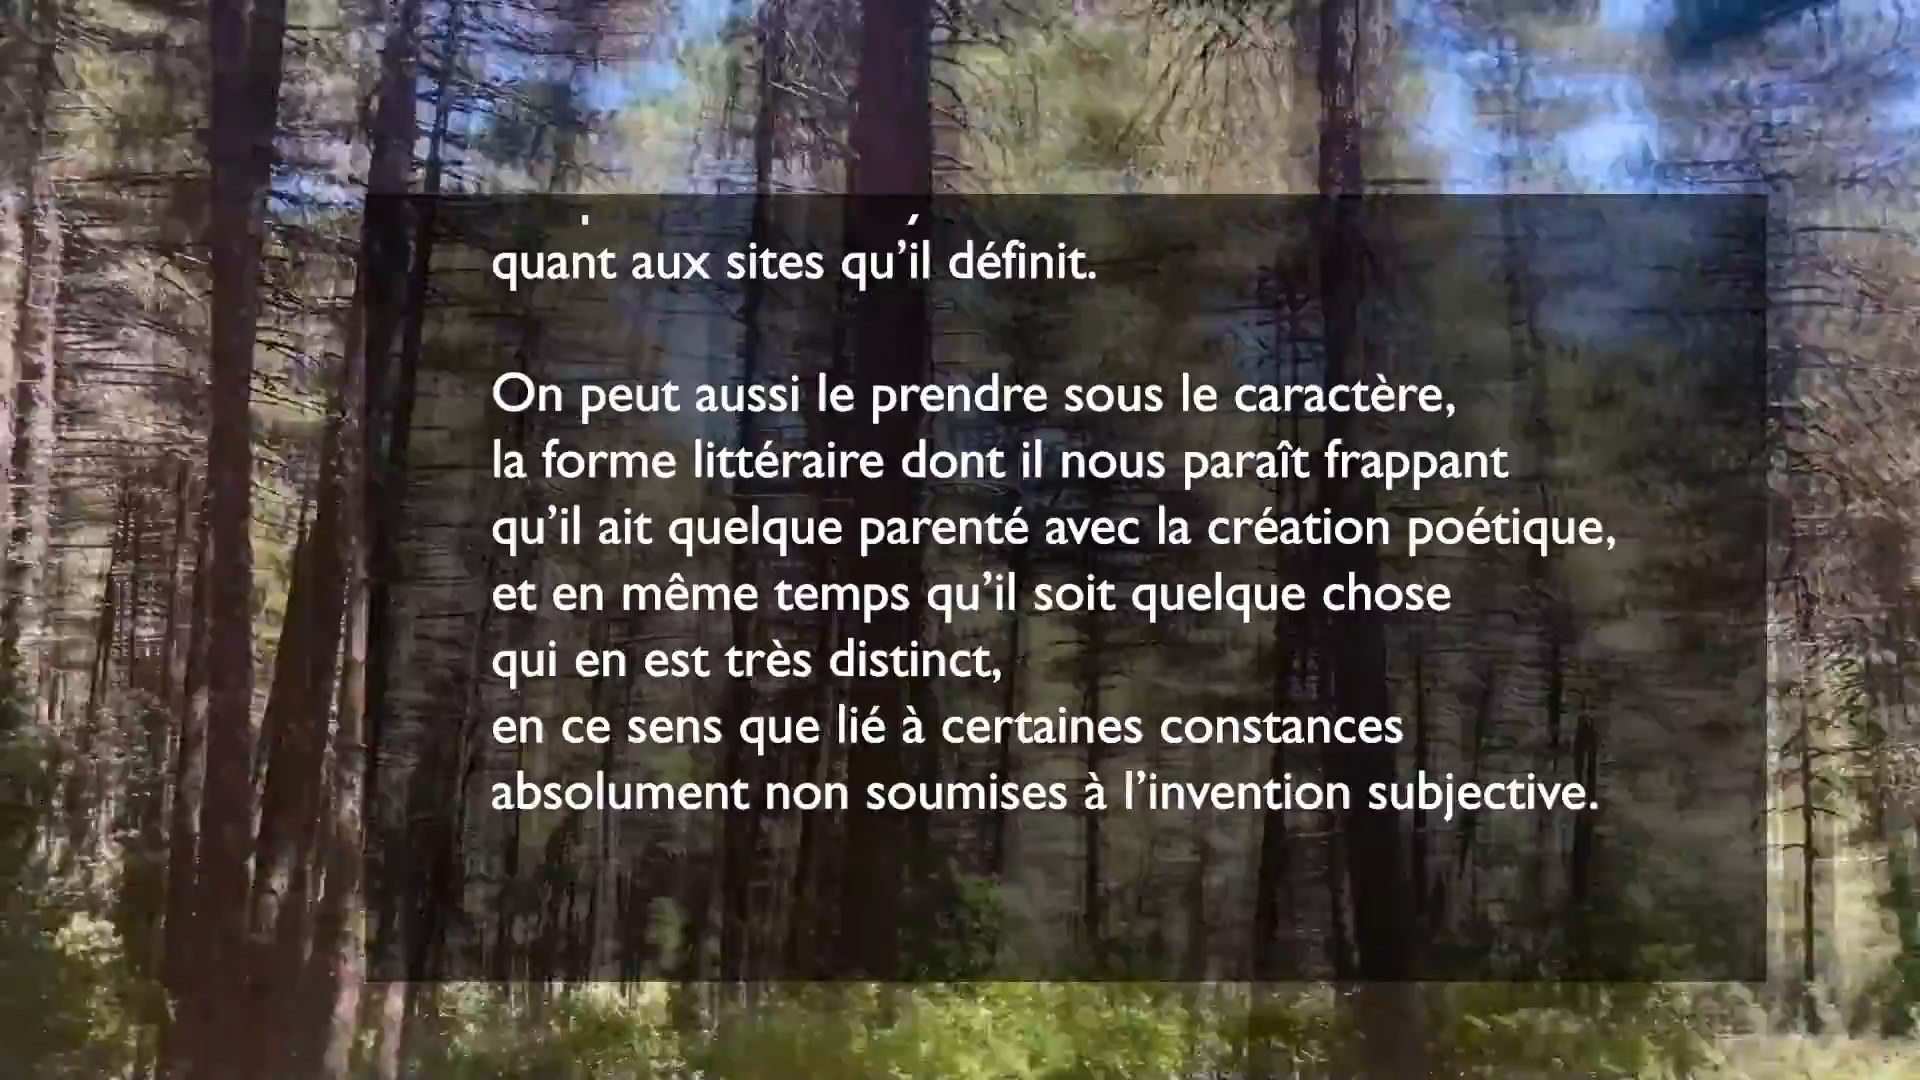 quant aux sites qu’il définit.
On peut aussi le prendre sous le caractère,
la forme littéraire dont il nous paraît frappant
qu’il ait quelque parenté avec la création poétique,
et en même temps qu’il soit quelque chose
qui en est très distinct,
en ce sens que lié à certaines constances
absolument non soumises à l’invention subjective.